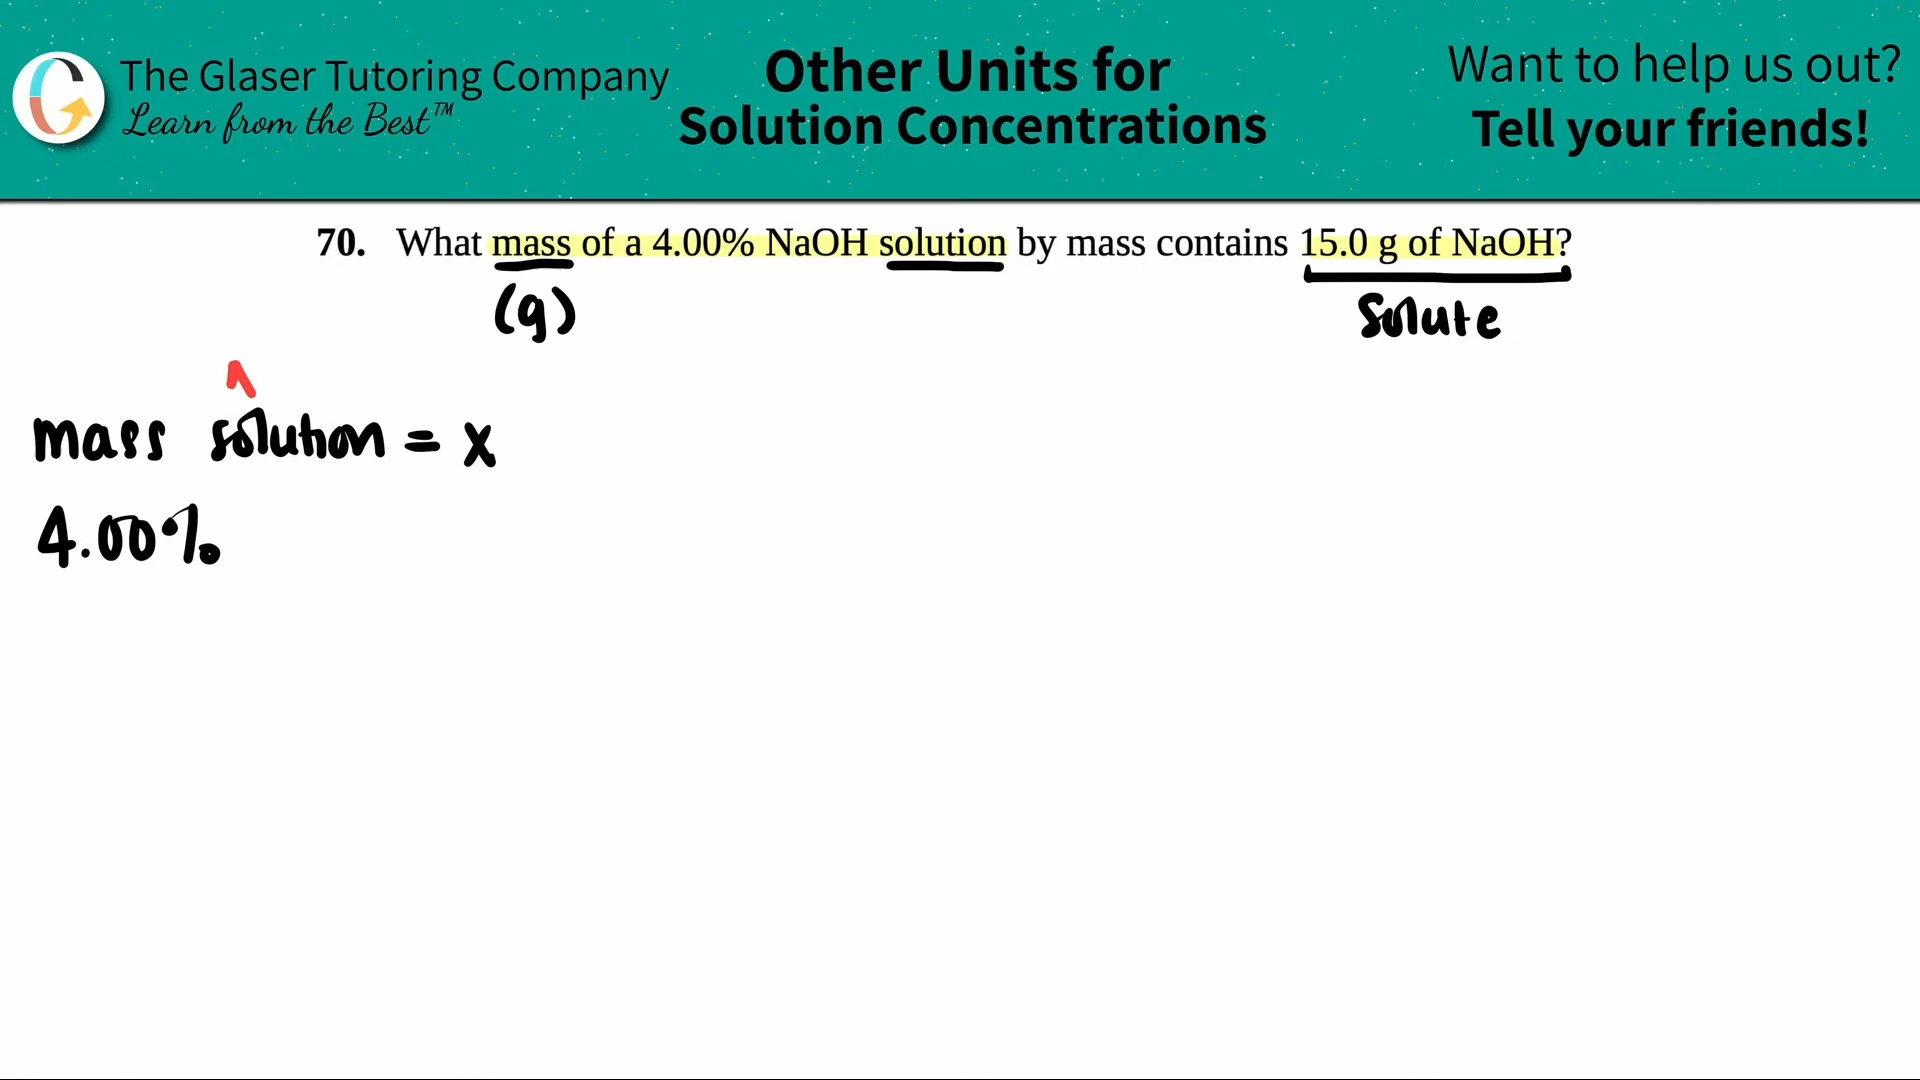 The Glaser Tutoring Company
Learn from the Best™
Other Units for
Solution Concentrations
Want to help us out?
Tell your friends!
70. What mass of a 4.00% NaOH solution by mass contains 15.0 g of NaOH?
(g)
Solute
mass solution = x
4.00%